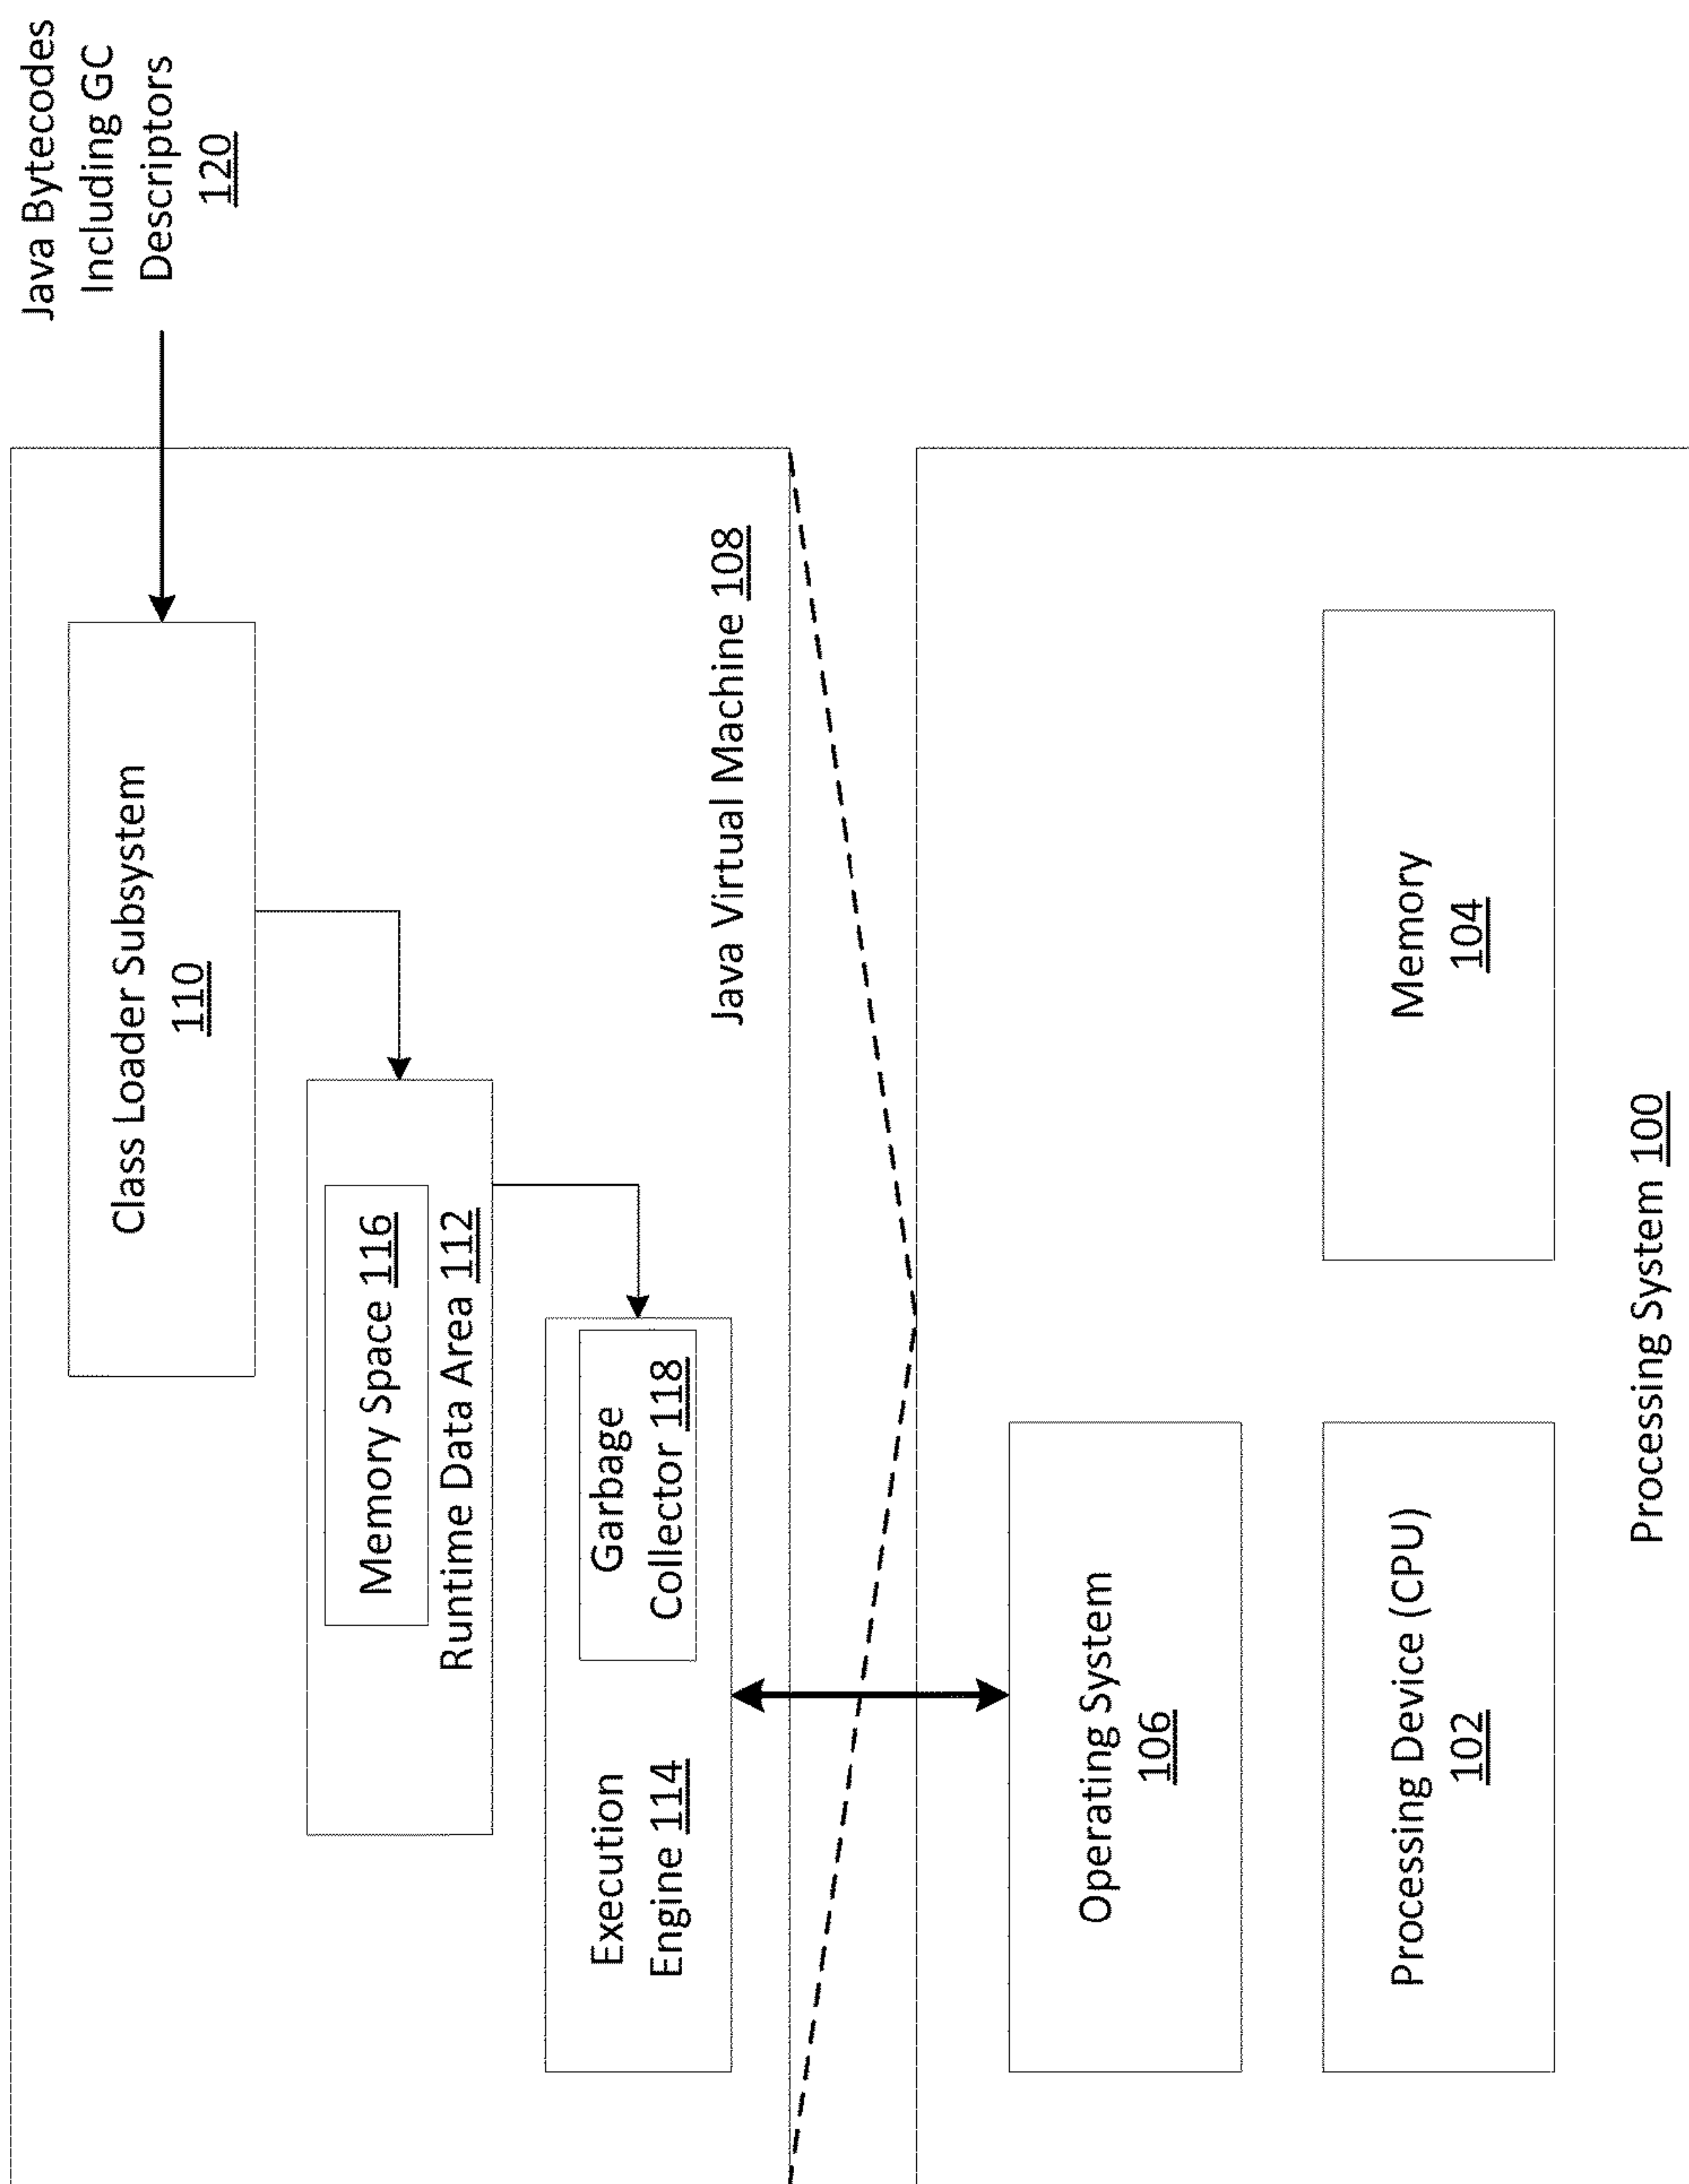 Java Bytecodes
Including GC
Descriptors
120
Class Loader Subsystem
110
Memory Space 116
Runtime Data Area 112
Execution
Engine 114
Garbage
Collector 118
Java Virtual Machine 108
Operating System
106
Processing Device (CPU)
102
Memory
104
Processing System 100